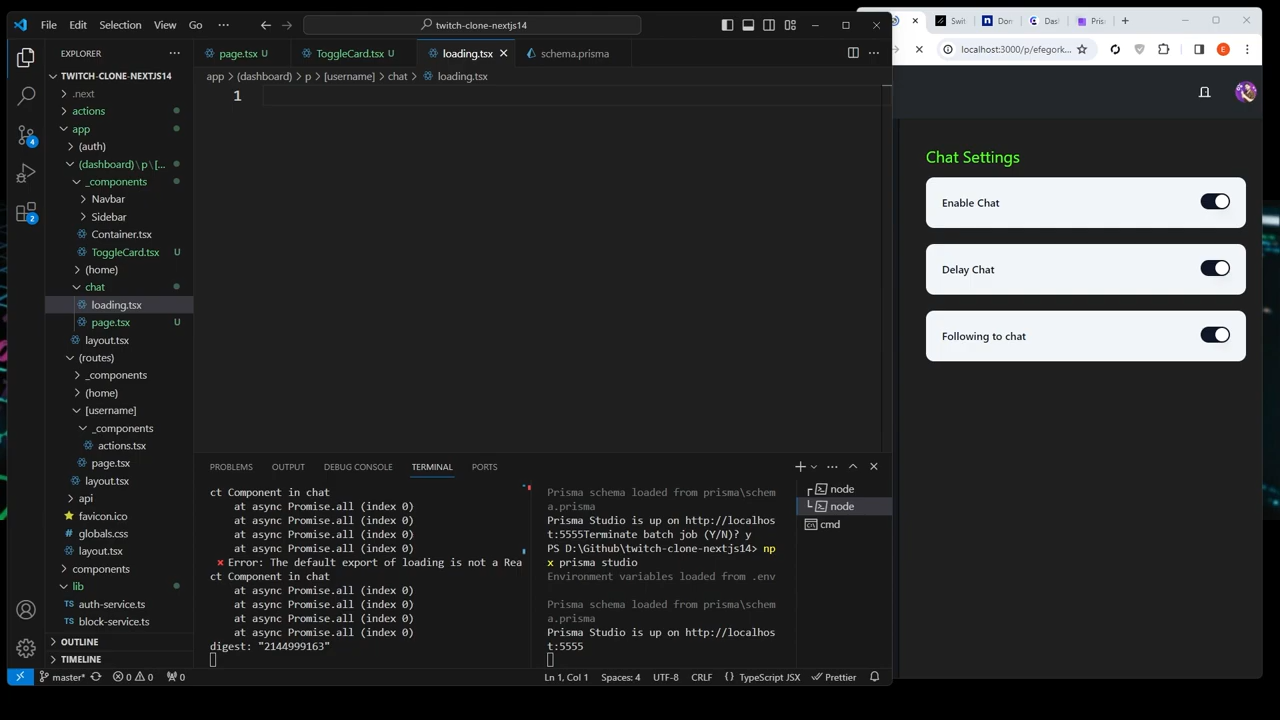 File Edit Selection View Go ···
twitch-clone-nextjs14
EXPLORER
TWITCH-CLONE-NEXTJS14
.next
actions
app
(auth)
(dashboard) \ p \ [...
_components
Navbar
Sidebar
Container.tsx
ToggleCard.tsx U
(home)
chat
loading.tsx
page.tsx U
layout.tsx
(routes)
_components
(home)
[username]
_components
actions.tsx
page.tsx
layout.tsx
api
favicon.ico
globals.css
layout.tsx
components
lib
auth-service.ts
block-service.ts
OUTLINE
TIMELINE
4
2
page.tsx U ToggleCard.tsx U loading.tsx schema.prisma
app > (dashboard) > p > [username] > chat > loading.tsx
1
PROBLEMS OUTPUT DEBUG CONSOLE TERMINAL PORTS
ct Component in chat
at async Promise.all (index 0)
at async Promise.all (index 0)
at async Promise.all (index 0)
at async Promise.all (index 0)
Error: The default export of loading is not a Rea
ct Component in chat
at async Promise.all (index 0)
at async Promise.all (index 0)
at async Promise.all (index 0)
at async Promise.all (index 0)
digest: "2144999163"
Prisma schema loaded from prisma\schem
a.prisma
Prisma Studio is up on http://localhos
t:5555Terminate batch job (Y/N)? y
PS D:\Github\twitch-clone-nextjs14> np
x prisma studio
Environment variables loaded from .env
Prisma schema loaded from prisma\schem
a.prisma
Prisma Studio is up on http://localhos
t:5555
node
node
cmd
master* 0 0 0
Ln 1, Col 1 Spaces: 4 UTF-8 CRLF {} TypeScript JSX Prettier
Swit Don Das Pris
localhost:3000/p/efegork...
E
Chat Settings
Enable Chat
Delay Chat
Following to chat